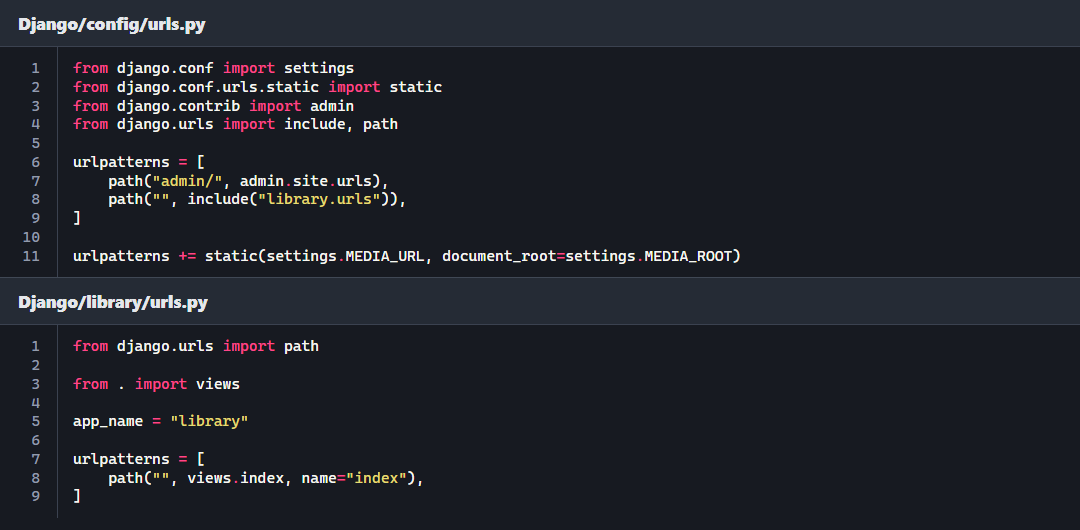 Django/config/urls.py
1 from django.conf import settings
2 from django.conf.urls.static import static
3 from django.contrib import admin
4 from django.urls import include, path
5
6 urlpatterns = [
7     path("admin/", admin.site.urls),
8     path("", include("library.urls")),
9 ]
10
11 urlpatterns += static(settings.MEDIA_URL, document_root=settings.MEDIA_ROOT)
Django/library/urls.py
1 from django.urls import path
2
3 from . import views
4
5 app_name = "library"
6
7 urlpatterns = [
8     path("", views.index, name="index"),
9 ]